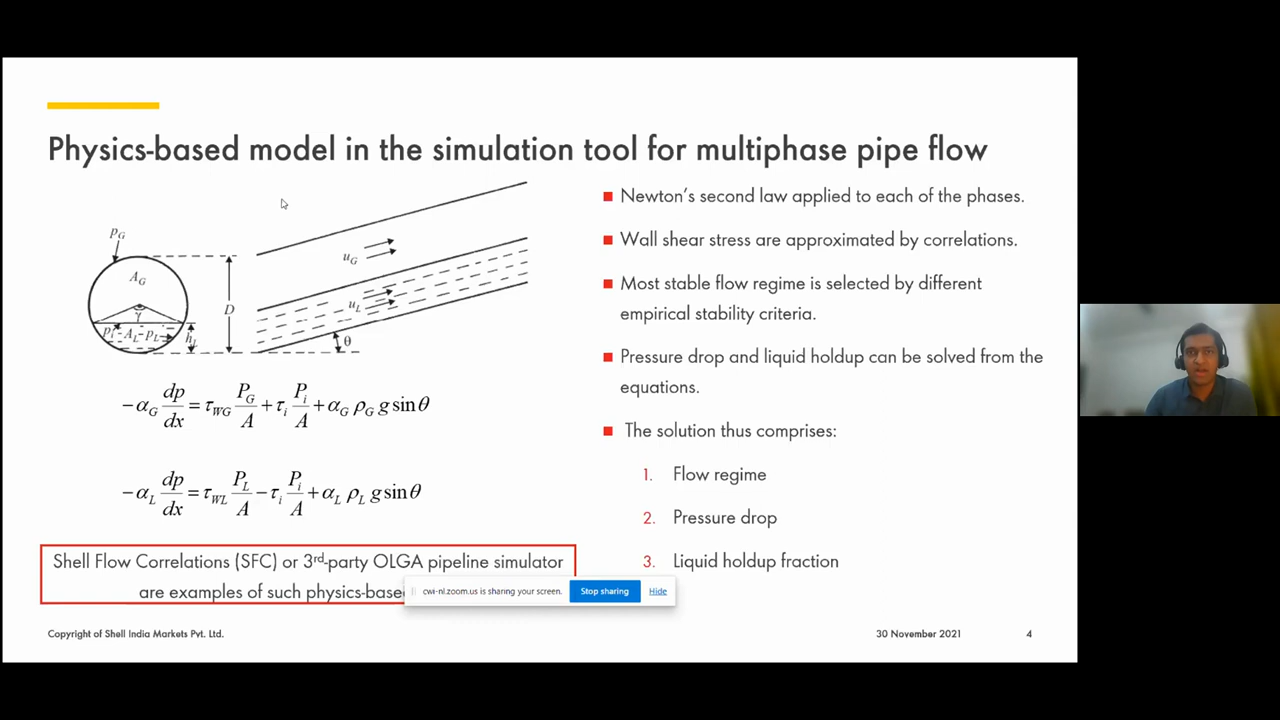 Physics-based model in the simulation tool for multiphase pipe flow
p_G
A_G
γ
p_i A_L p_L
h_L
D
u_G
u_L
θ
−α_G dp/dx = τ_WG P_G/A + τ_i P_i/A + α_G ρ_G g sin θ
−α_L dp/dx = τ_WL P_L/A − τ_i P_i/A + α_L ρ_L g sin θ
Shell Flow Correlations (SFC) or 3rd-party OLGA pipeline simulator
are examples of such
■ Newton's second law applied to each of the phases.
■ Wall shear stress are approximated by correlations.
■ Most stable flow regime is selected by different
empirical stability criteria.
■ Pressure drop and liquid holdup can be solved from the
equations.
■ The solution thus comprises:
1. Flow regime
2. Pressure drop
3. Liquid holdup fraction
cwi-nl.zoom.us is sharing your screen.
Stop sharing
Hide
Copyright of Shell India Markets Pvt. Ltd.
30 November 2021
4